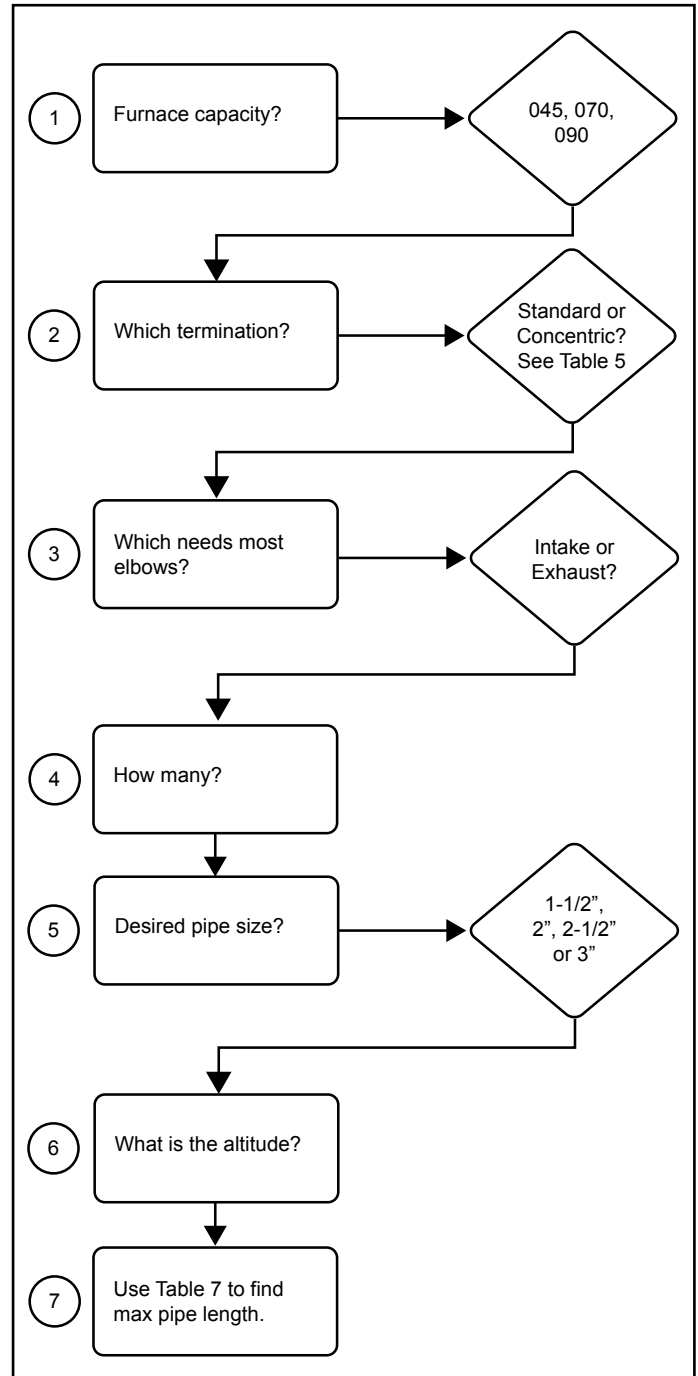 1
Furnace capacity?
045, 070,
090
2
Which termination?
Standard or
Concentric?
See Table 5
3
Which needs most
elbows?
Intake or
Exhaust?
4
How many?
5
Desired pipe size?
1-1/2”,
2”, 2-1/2”
or 3”
6
What is the altitude?
7
Use Table 7 to find
max pipe length.